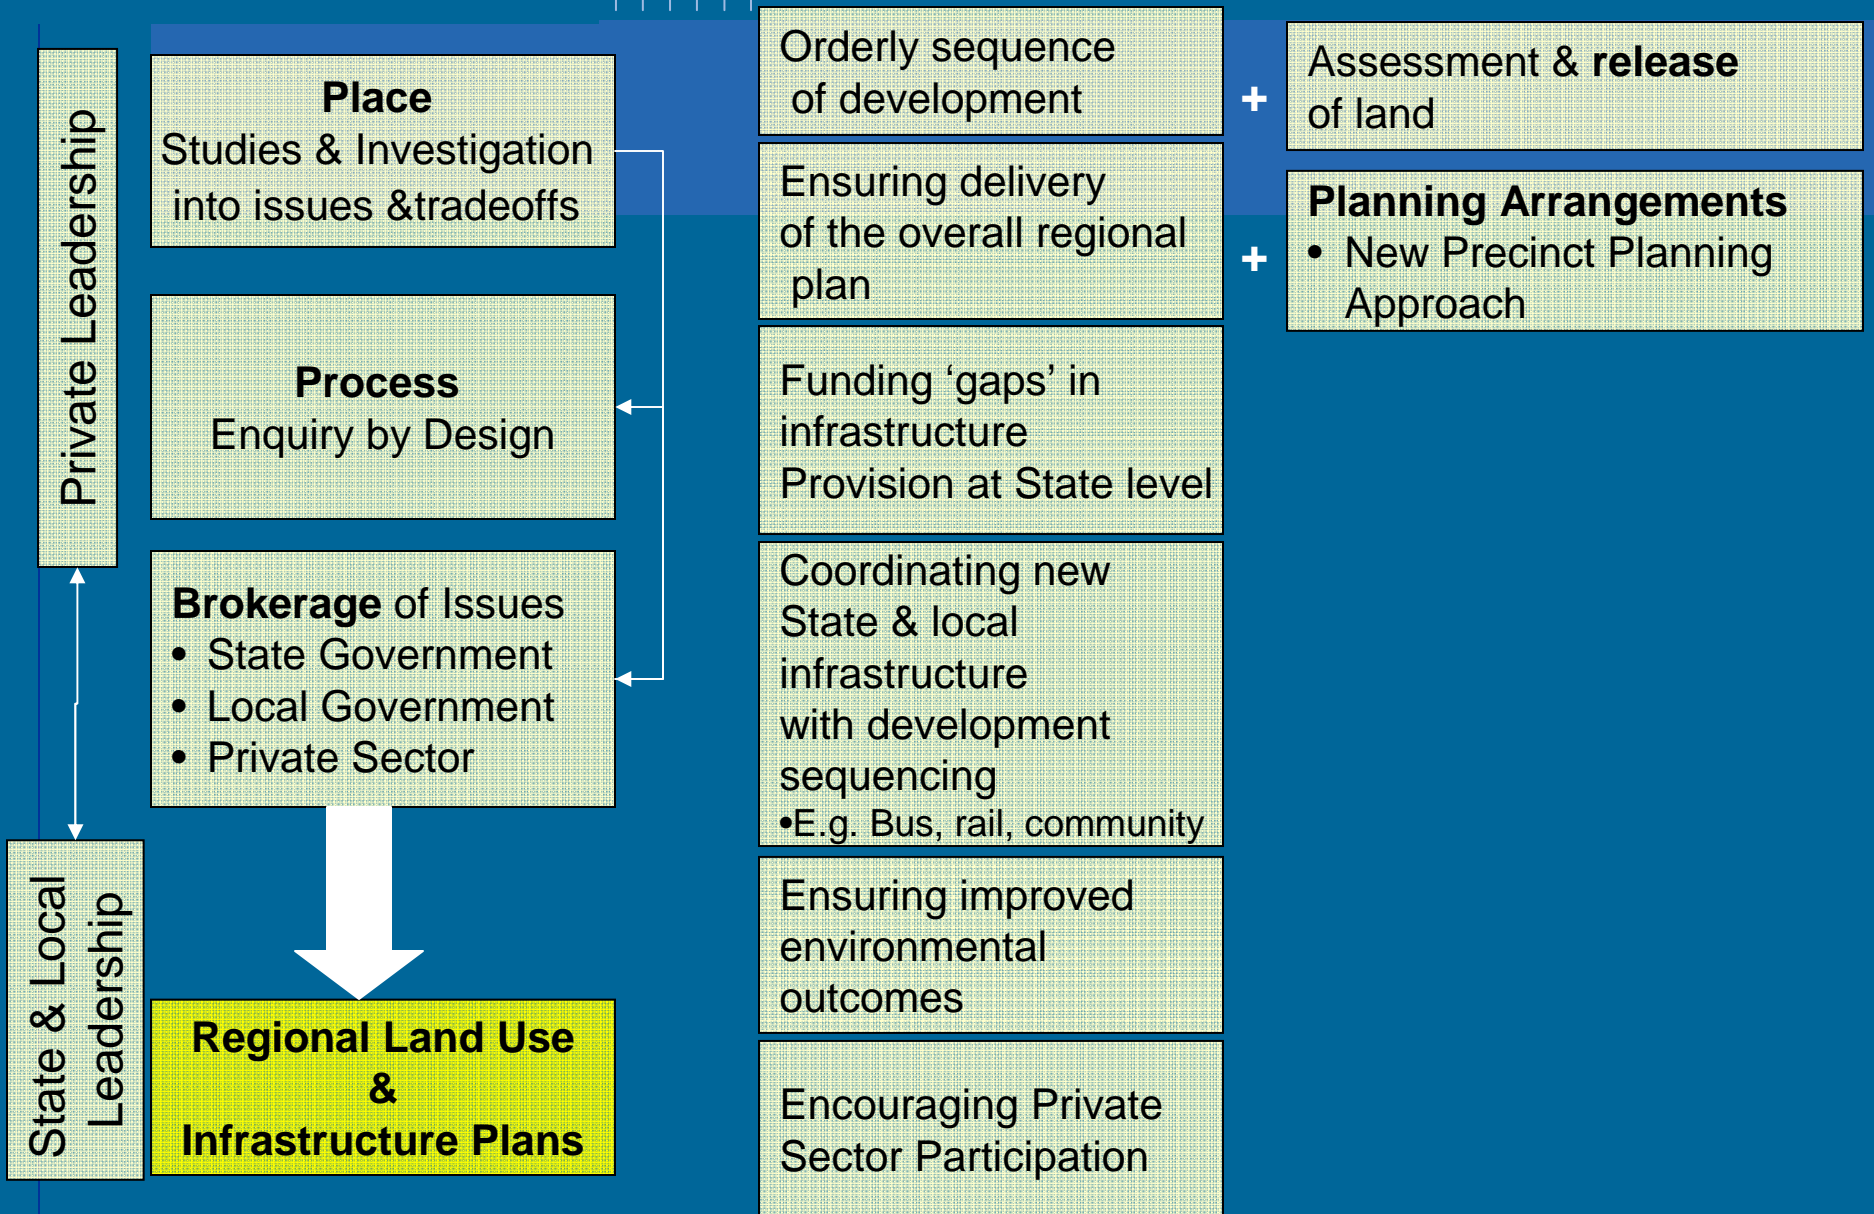 Private Leadership
State & Local
Leadership
Place
Studies & Investigation
into issues &tradeoffs
Process
Enquiry by Design
Brokerage of Issues
• State Government
• Local Government
• Private Sector
Regional Land Use
&
Infrastructure Plans
Orderly sequence
of development
Ensuring delivery
of the overall regional
plan
Funding ‘gaps’ in
infrastructure
Provision at State level
Coordinating new
State & local
infrastructure
with development
sequencing
•E.g. Bus, rail, community
Ensuring improved
environmental
outcomes
Encouraging Private
Sector Participation
+
Assessment & release
of land
+
Planning Arrangements
• New Precinct Planning
Approach